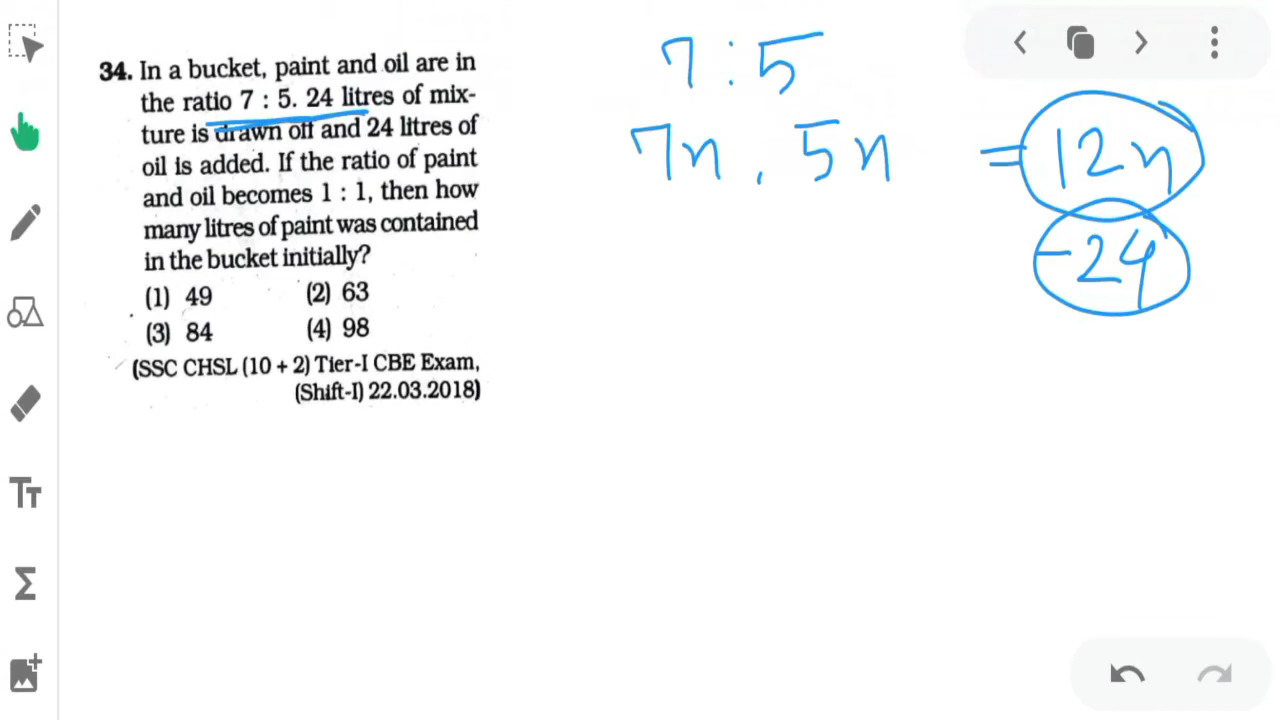 34. In a bucket, paint and oil are in
the ratio 7 : 5. 24 litres of mix-
ture is drawn off and 24 litres of
oil is added. If the ratio of paint
and oil becomes 1 : 1, then how
many litres of paint was contained
in the bucket initially?
(1) 49 (2) 63
(3) 84 (4) 98
(SSC CHSL (10 + 2) Tier-I CBE Exam,
(Shift-I) 22.03.2018)
7 : 5
7n , 5n = 12n
-24
TT
Σ